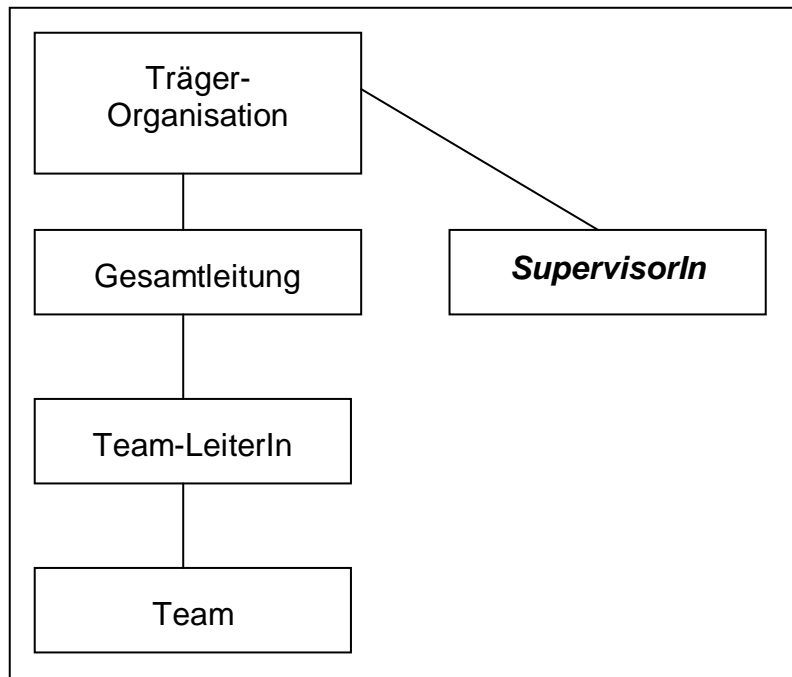 Träger-
Organisation
Gesamtleitung
SupervisorIn
Team-LeiterIn
Team